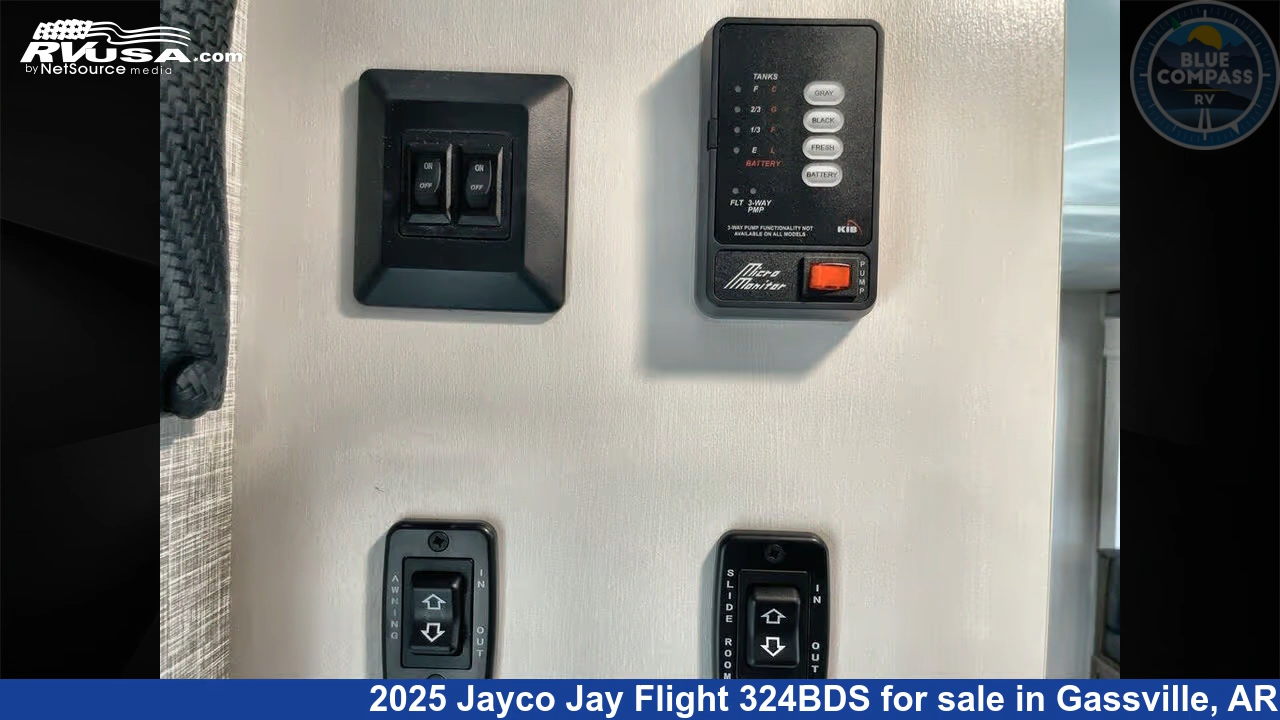 RVUSA.com
by NetSource media
BLUE
COMPASS
RV
ON
OFF
ON
OFF
TANKS
F C
2/3 G
1/3 F
E L
BATTERY
GRAY
BLACK
FRESH
BATTERY
FLT 3-WAY
PMP
3-WAY PUMP FUNCTIONALITY NOT
AVAILABLE ON ALL MODELS
KIB
Micro
Monitor
PUMP
AWNING
IN
OUT
SLIDE ROOM
IN
OUT
2025 Jayco Jay Flight 324BDS for sale in Gassville, AR